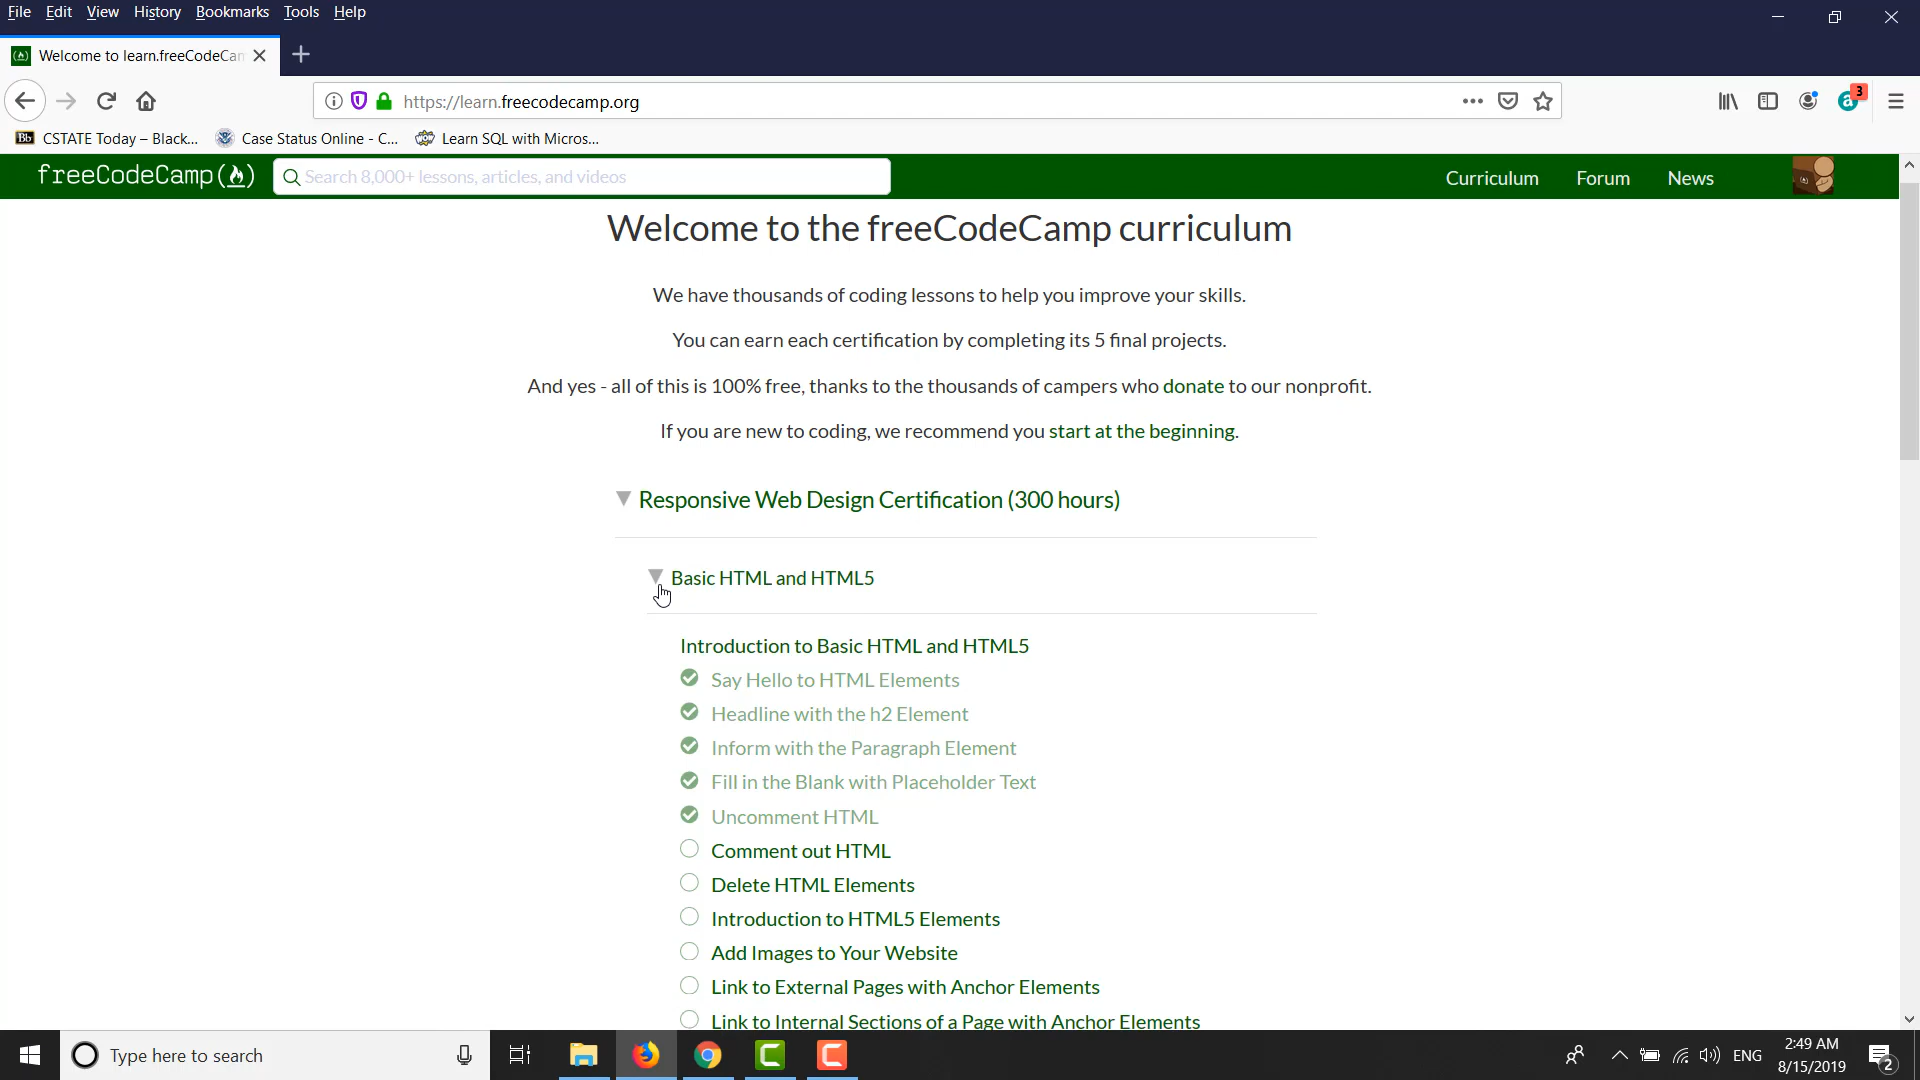 File Edit View History Bookmarks Tools Help
Welcome to learn.freeCodeCam
https://learn.freecodecamp.org
3
Bb CSTATE Today – Black... Case Status Online - C... Learn SQL with Micros...
freeCodeCamp Search 8,000+ lessons, articles, and videos Curriculum Forum News
Welcome to the freeCodeCamp curriculum
We have thousands of coding lessons to help you improve your skills.
You can earn each certification by completing its 5 final projects.
And yes - all of this is 100% free, thanks to the thousands of campers who donate to our nonprofit.
If you are new to coding, we recommend you start at the beginning.
Responsive Web Design Certification (300 hours)
Basic HTML and HTML5
Introduction to Basic HTML and HTML5
Say Hello to HTML Elements
Headline with the h2 Element
Inform with the Paragraph Element
Fill in the Blank with Placeholder Text
Uncomment HTML
Comment out HTML
Delete HTML Elements
Introduction to HTML5 Elements
Add Images to Your Website
Link to External Pages with Anchor Elements
Link to Internal Sections of a Page with Anchor Elements
Type here to search
ENG
2:49 AM
8/15/2019
2